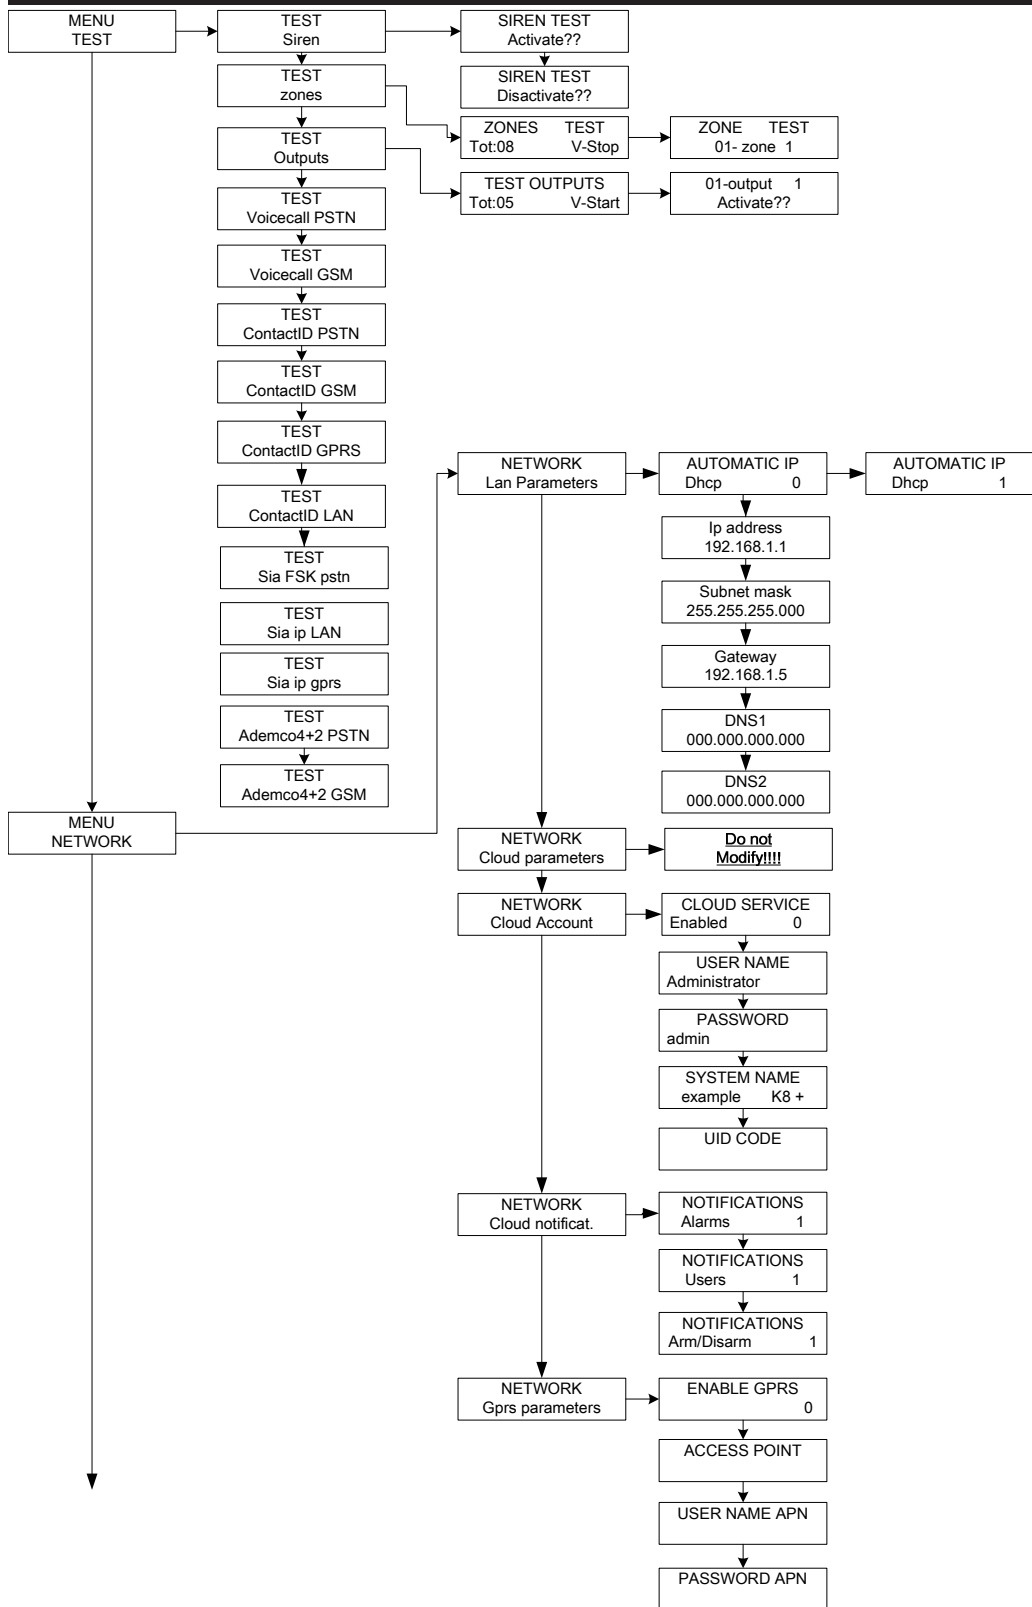 MENU
TEST
TEST
Siren
SIREN TEST
Activate??
SIREN TEST
Disactivate??
TEST
zones
ZONES TEST
Tot:08 V-Stop
ZONE TEST
01- zone 1
TEST
Outputs
TEST OUTPUTS
Tot:05 V-Start
01-output 1
Activate??
TEST
Voicecall PSTN
TEST
Voicecall GSM
TEST
ContactID PSTN
TEST
ContactID GSM
TEST
ContactID GPRS
TEST
ContactID LAN
TEST
Sia FSK pstn
TEST
Sia ip LAN
TEST
Sia ip gprs
TEST
Ademco4+2 PSTN
TEST
Ademco4+2 GSM
MENU
NETWORK
NETWORK
Lan Parameters
AUTOMATIC IP
Dhcp 0
AUTOMATIC IP
Dhcp 1
Ip address
192.168.1.1
Subnet mask
255.255.255.000
Gateway
192.168.1.5
DNS1
000.000.000.000
DNS2
000.000.000.000
NETWORK
Cloud parameters
Do not
Modify!!!!
NETWORK
Cloud Account
CLOUD SERVICE
Enabled 0
USER NAME
Administrator
PASSWORD
admin
SYSTEM NAME
example K8 +
UID CODE
NETWORK
Cloud notificat.
NOTIFICATIONS
Alarms 1
NOTIFICATIONS
Users 1
NOTIFICATIONS
Arm/Disarm 1
NETWORK
Gprs parameters
ENABLE GPRS
0
ACCESS POINT
USER NAME APN
PASSWORD APN